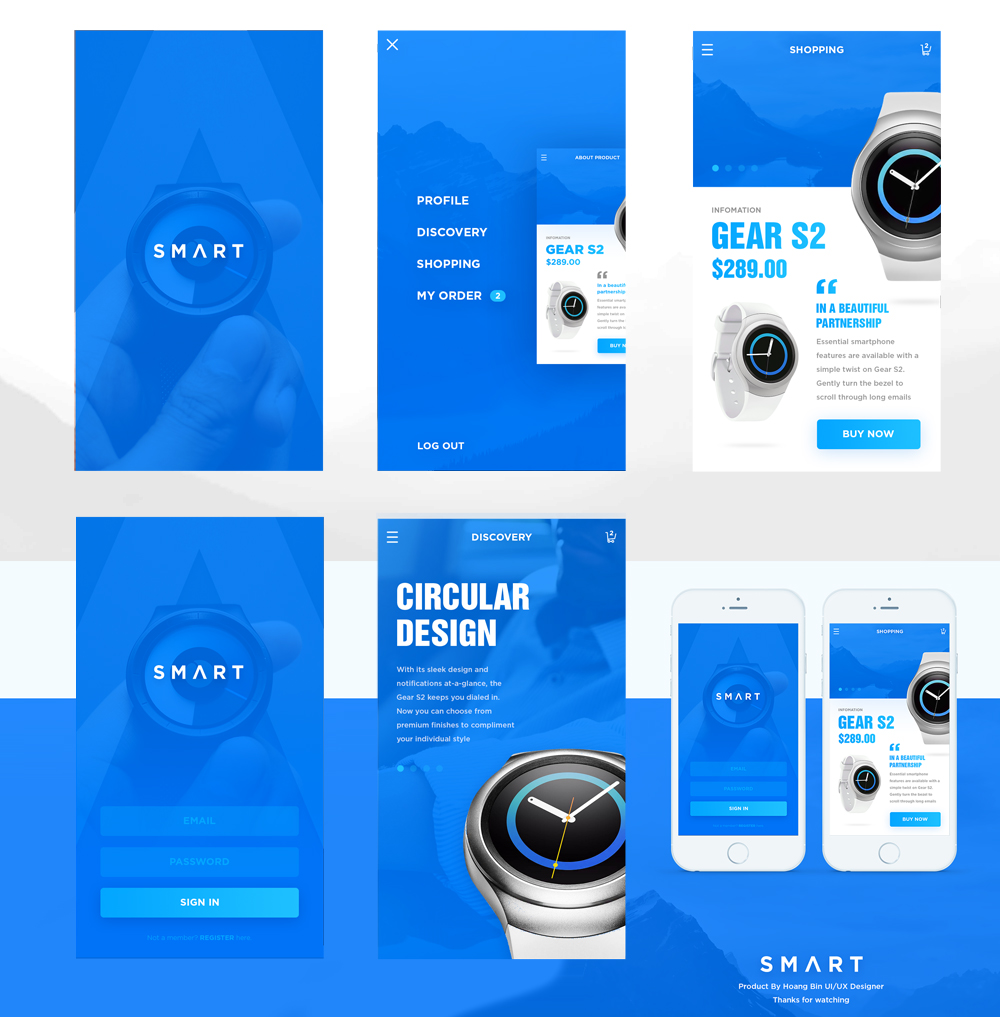 SMART
PROFILE
DISCOVERY
SHOPPING
MY ORDER 2
LOG OUT
ABOUT PRODUCT
INFOMATION
GEAR S2
$289.00
In a beautif
partnership
Essential smartp
features are avai
simple twist on
Gently turn the
scroll through lo
BUY N
SHOPPING
2
INFOMATION
GEAR S2
$289.00
“
IN A BEAUTIFUL
PARTNERSHIP
Essential smartphone
features are available with a
simple twist on Gear S2.
Gently turn the bezel to
scroll through long emails
BUY NOW
SMART
EMAIL
PASSWORD
SIGN IN
Not a member? REGISTER here
DISCOVERY
2
CIRCULAR
DESIGN
With its sleek design and
notifications at-a-glance, the
Gear S2 keeps you dialed in.
Now you can choose from
premium finishes to compliment
your individual style
SMART
EMAIL
PASSWORD
SIGN IN
SHOPPING
INFOMATION
GEAR S2
$289.00
“
IN A BEAUTIFUL
PARTNERSHIP
Essential smartphone
features are available with a
simple twist on Gear S2.
Gently turn the bezel to
scroll through long emails
BUY NOW
SMART
Product By Hoang Bin UI/UX Designer
Thanks for watching